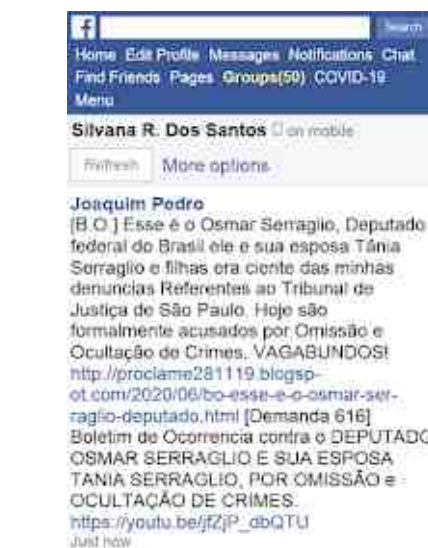 f
Search
Home Edit Profile Messages Notifications Chat
Find Friends Pages Groups(50) COVID-19
Menu
Silvana R. Dos Santos on mobile
Refresh More options
Joaquim Pedro
[B.O.] Esse é o Osmar Serraglio, Deputado
federal do Brasil ele e sua esposa Tânia
Serraglio e filhas era ciente das minhas
denuncias Referentes ao Tribunal de
Justiça de São Paulo. Hoje são
formalmente acusados por Omissão e
Ocultação de Crimes. VAGABUNDOS!
http://proclame281119.blogsp-
ot.com/2020/06/bo-esse-e-o-osmar-ser-
raglio-deputado.html [Demanda 616]
Boletim de Ocorrencia contra o DEPUTADO
OSMAR SERRAGLIO E SUA ESPOSA
TANIA SERRAGLIO, POR OMISSÃO e
OCULTAÇÃO DE CRIMES.
https://youtu.be/jfZjP_dbQTU
Just now